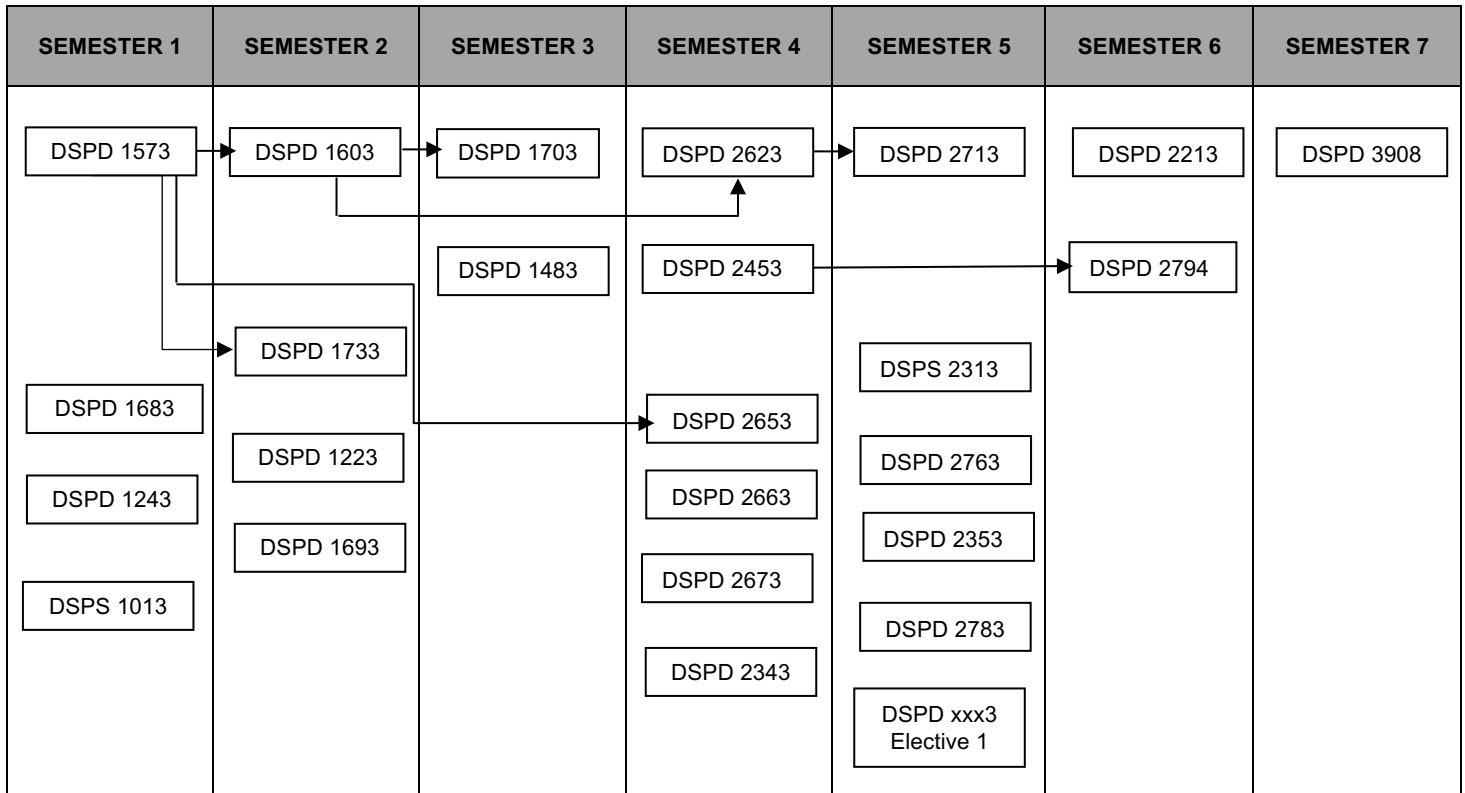 SEMESTER 1
SEMESTER 2
SEMESTER 3
SEMESTER 4
SEMESTER 5
SEMESTER 6
SEMESTER 7
DSPD 1573
DSPD 1603
DSPD 1703
DSPD 2623
DSPD 2713
DSPD 2213
DSPD 3908
DSPD 1483
DSPD 2453
DSPD 2794
DSPD 1733
DSPS 2313
DSPD 1683
DSPD 2653
DSPD 1223
DSPD 2763
DSPD 1243
DSPD 2663
DSPD 1693
DSPD 2353
DSPD 2673
DSPS 1013
DSPD 2783
DSPD 2343
DSPD xxx3
Elective 1